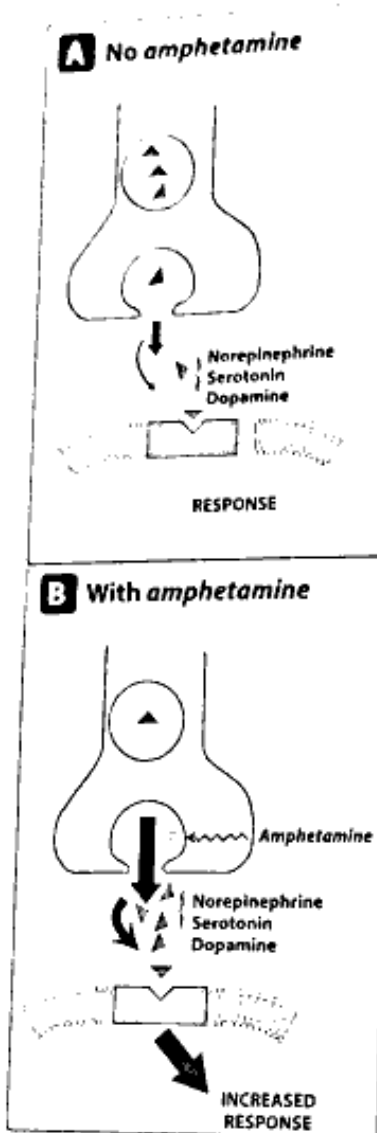 A No amphetamine
Norepinephrine
Serotonin
Dopamine
RESPONSE
B With amphetamine
Amphetamine
Norepinephrine
Serotonin
Dopamine
INCREASED
RESPONSE